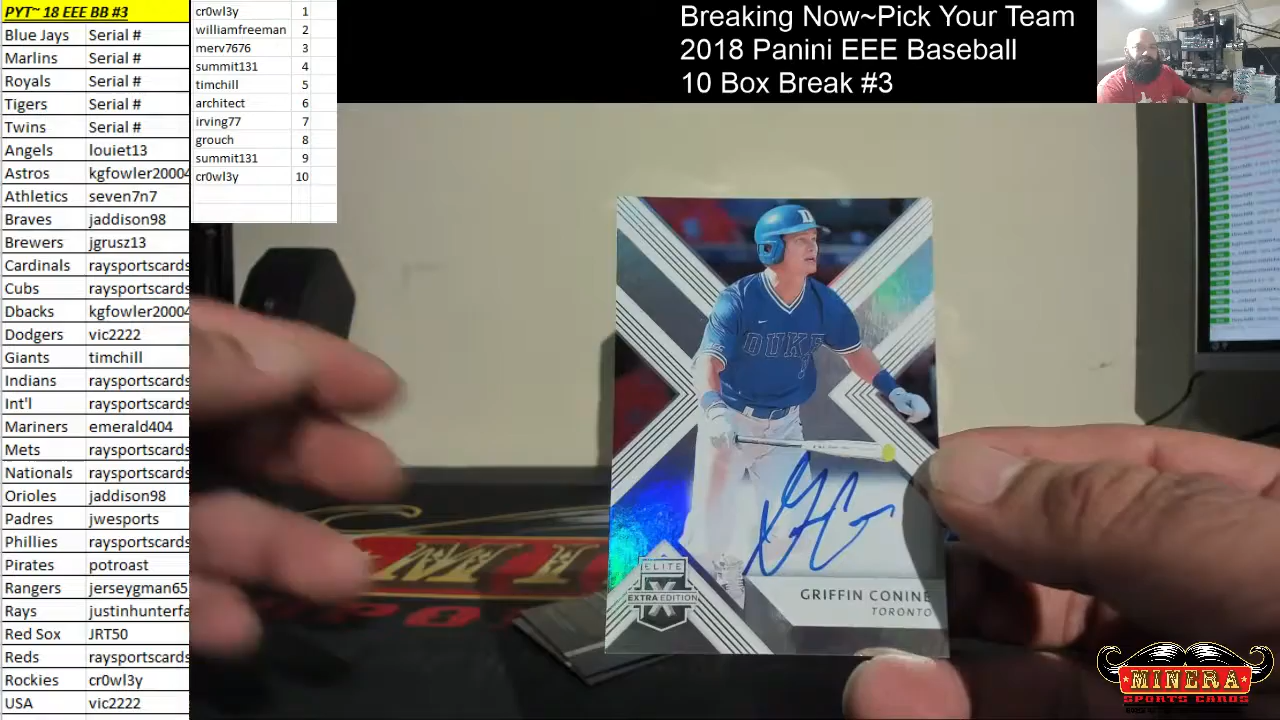 PYT~ 18 EEE BB #3
Blue Jays Serial #
Marlins Serial #
Royals Serial #
Tigers Serial #
Twins Serial #
Angels louiet13
Astros kgfowler20004
Athletics seven7n7
Braves jaddison98
Brewers jgrusz13
Cardinals raysportscards
Cubs raysportscards
Dbacks kgfowler20004
Dodgers vic2222
Giants timchill
Indians raysportscards
Int'l raysportscards
Mariners emerald404
Mets raysportscards
Nationals raysportscards
Orioles jaddison98
Padres jwesports
Phillies raysportscards
Pirates potroast
Rangers jerseygman65
Rays justinhunterfa
Red Sox JRT50
Reds raysportscards
Rockies cr0wl3y
USA vic2222
cr0wl3y 1
williamfreeman 2
merv7676 3
summit131 4
timchill 5
architect 6
irving77 7
grouch 8
summit131 9
cr0wl3y 10
Breaking Now~Pick Your Team
2018 Panini EEE Baseball
10 Box Break #3
D
DUKE
ELITE
EXTRA EDITION
X
GRIFFIN CONINE
TORONTO
MINERA
SPORTS CARDS